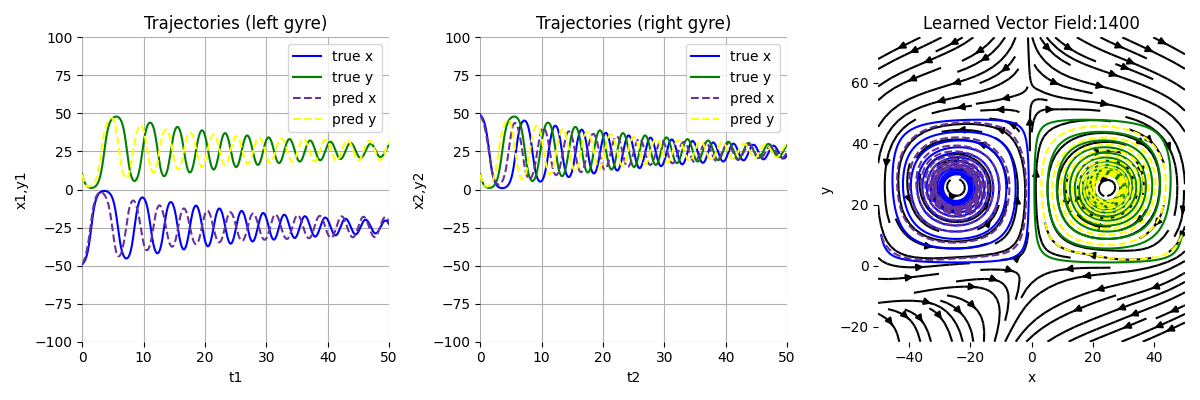 Trajectories (left gyre)
100
75
50
25
0
−25
−50
−75
−100
0 10 20 30 40 50
t1
x1,y1
true x
true y
pred x
pred y
Trajectories (right gyre)
100
75
50
25
0
−25
−50
−75
−100
0 10 20 30 40 50
t2
x2,y2
true x
true y
pred x
pred y
Learned Vector Field:1400
60
40
20
0
−20
−40 −20 0 20 40
x
y